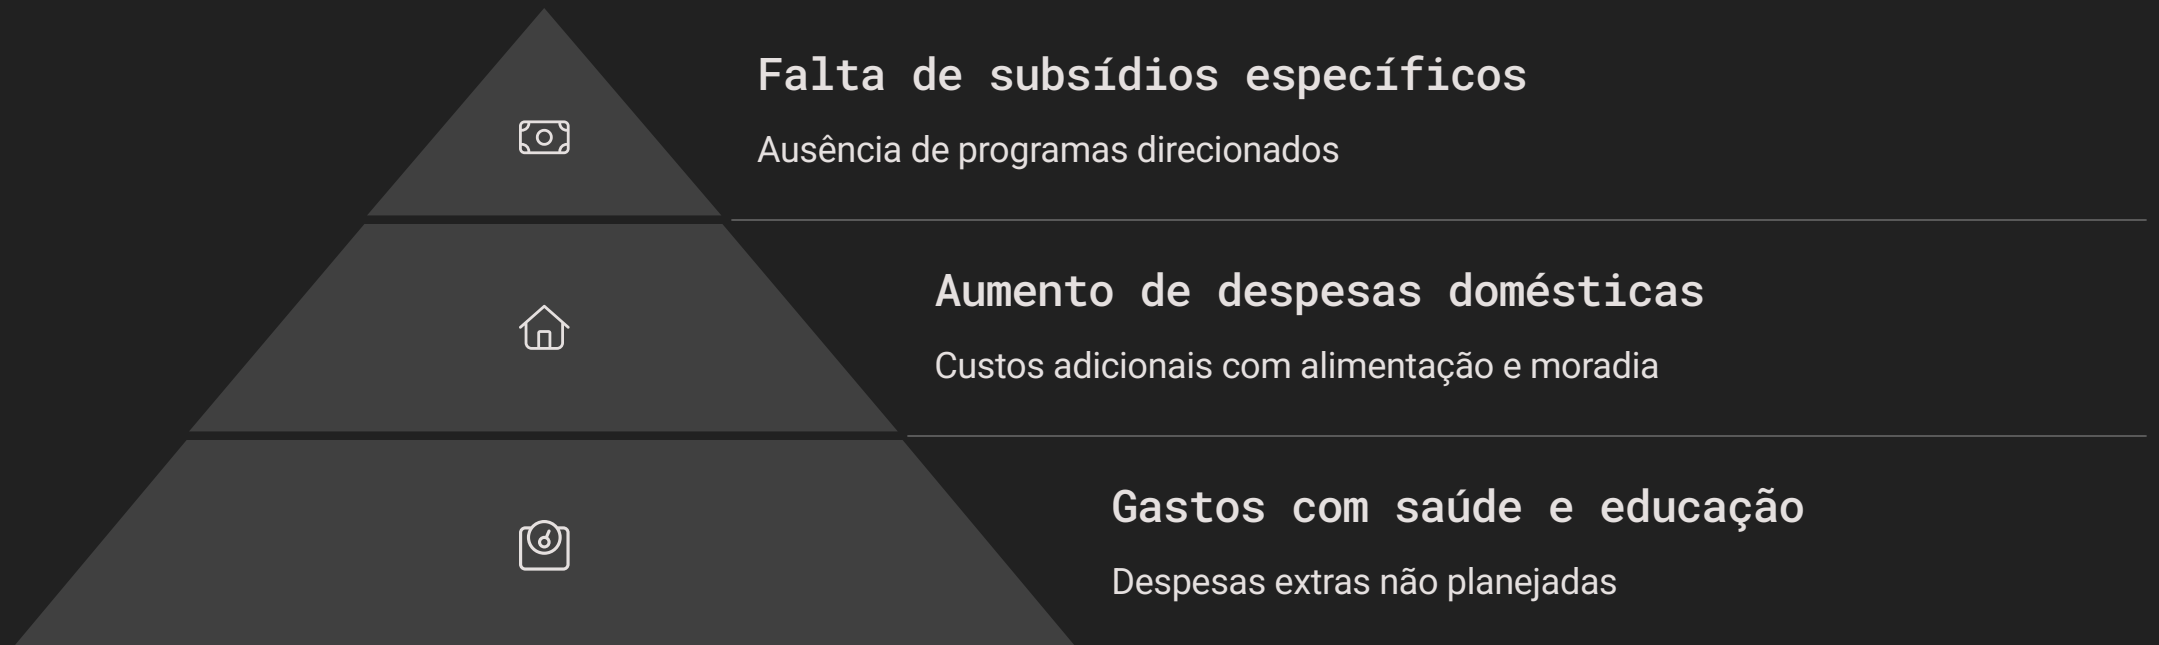 Falta de subsídios específicos
Ausência de programas direcionados
Aumento de despesas domésticas
Custos adicionais com alimentação e moradia
Gastos com saúde e educação
Despesas extras não planejadas